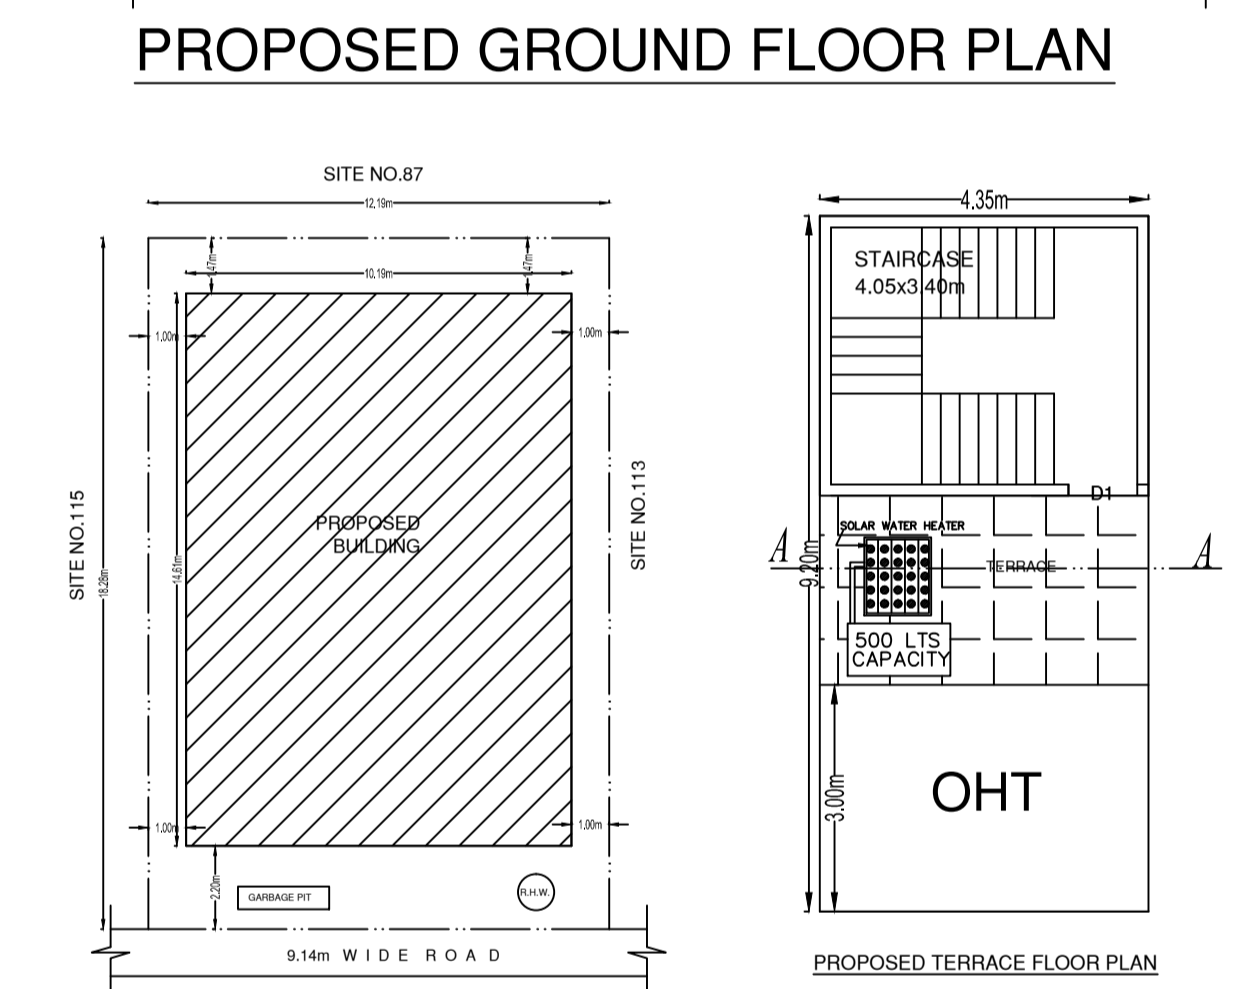 PROPOSED GROUND FLOOR PLAN
SITE NO.87
12.19m
1.47m
1.47m
10.19m
1.00m
1.00m
SITE NO.115
18.28m
14.61m
PROPOSED
BUILDING
SITE NO.113
1.00m
1.00m
2.20m
GARBAGE PIT
R.H.W.
9.14m WIDE ROAD
4.35m
STAIRCASE
4.05x3.40m
D1
SOLAR WATER HEATER
A
9.20m
TERRACE
A
500 LTS
CAPACITY
3.00m
OHT
PROPOSED TERRACE FLOOR PLAN